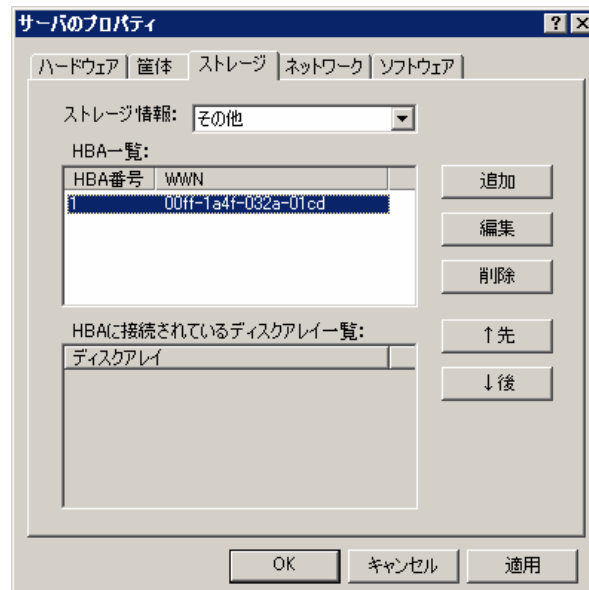 サーバのプロパティ
ハードウェア 筐体 ストレージ ネットワーク ソフトウェア
ストレージ情報: その他
HBA一覧:
HBA番号 WWN
1 00ff-1a4f-032a-01cd
追加
編集
削除
HBAに接続されているディスクアレイ一覧:
ディスクアレイ
↑先
↓後
OK キャンセル 適用